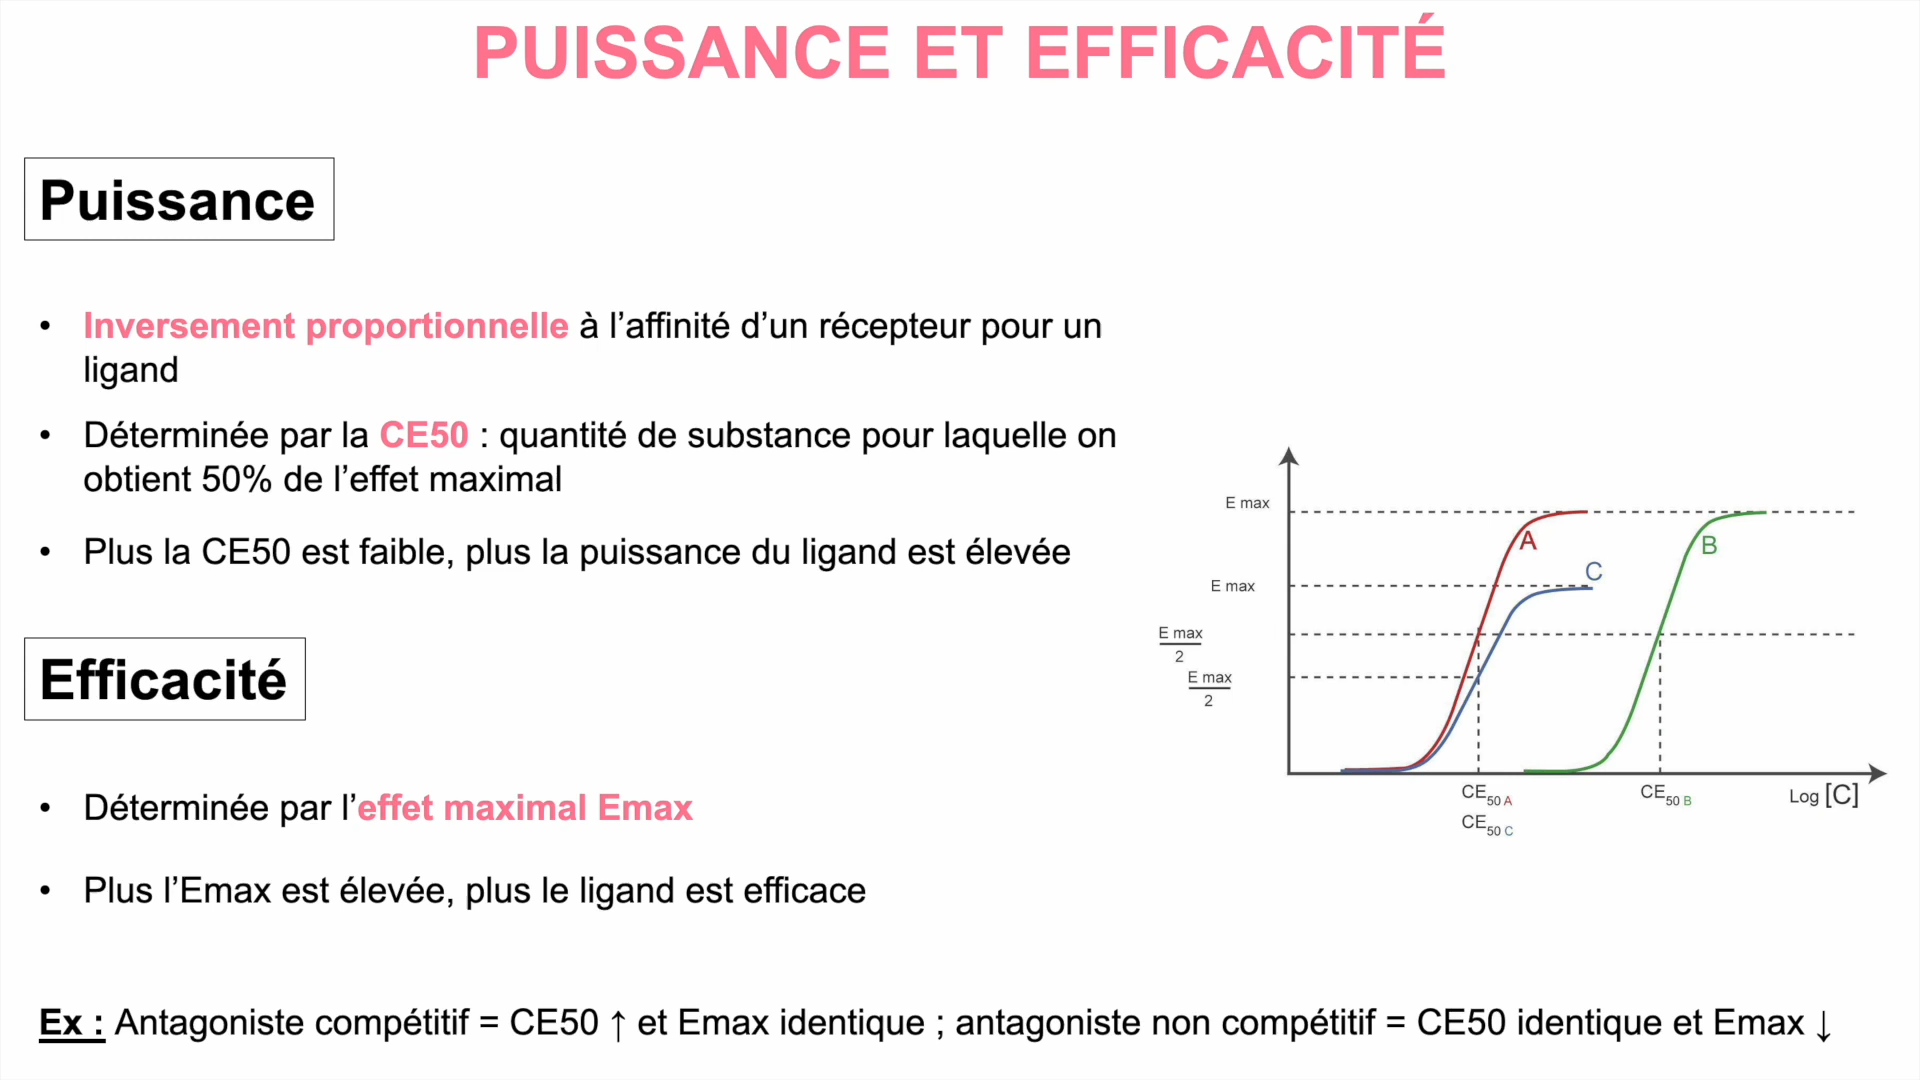 PUISSANCE ET EFFICACITÉ
Puissance
• Inversement proportionnelle à l’affinité d’un récepteur pour un
ligand
• Déterminée par la CE50 : quantité de substance pour laquelle on
obtient 50% de l’effet maximal
• Plus la CE50 est faible, plus la puissance du ligand est élevée
Efficacité
• Déterminée par l’effet maximal Emax
• Plus l’Emax est élevée, plus le ligand est efficace
E max
E max
E max
2
E max
2
A
C
B
CE50 A
CE50 C
CE50 B
Log [C]
Ex : Antagoniste compétitif = CE50 ↑ et Emax identique ; antagoniste non compétitif = CE50 identique et Emax ↓